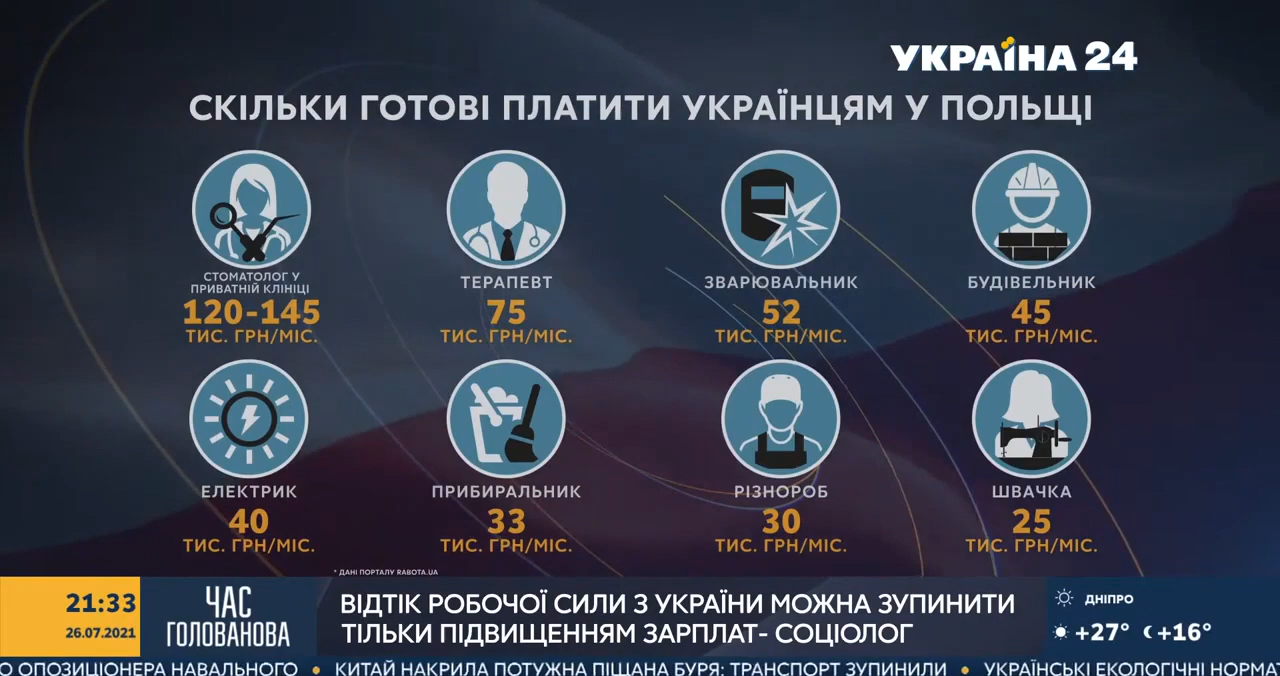 УКРАЇНА 24
СКІЛЬКИ ГОТОВІ ПЛАТИТИ УКРАЇНЦЯМ У ПОЛЬЩІ
СТОМАТОЛОГ У
ПРИВАТНІЙ КЛІНІЦІ
120-145
ТИС. ГРН/МІС.
ТЕРАПЕВТ
75
ТИС. ГРН/МІС.
ЗВАРЮВАЛЬНИК
52
ТИС. ГРН/МІС.
БУДІВЕЛЬНИК
45
ТИС. ГРН/МІС.
ЕЛЕКТРИК
40
ТИС. ГРН/МІС.
ПРИБИРАЛЬНИК
33
ТИС. ГРН/МІС.
РІЗНОРОБ
30
ТИС. ГРН/МІС.
ШВАЧКА
25
ТИС. ГРН/МІС.
* ДАНІ ПОРТАЛУ RABOTA.UA
21:33
26.07.2021
ЧАС
ГОЛОВАНОВА
ВІДТІК РОБОЧОЇ СИЛИ З УКРАЇНИ МОЖНА ЗУПИНИТИ
ТІЛЬКИ ПІДВИЩЕННЯМ ЗАРПЛАТ- СОЦІОЛОГ
ДНІПРО
+27° +16°
О ОПОЗИЦІОНЕРА НАВАЛЬНОГО • КИТАЙ НАКРИЛА ПОТУЖНА ПІЩАНА БУРЯ: ТРАНСПОРТ ЗУПИНИЛИ • УКРАЇНСЬКІ ЕКОЛОГІЧНІ НОРМАТ